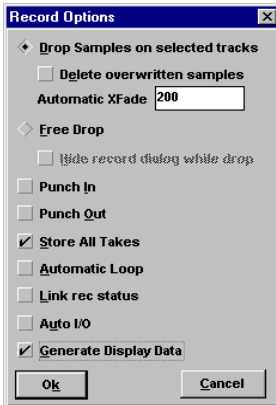 Record Options
Drop Samples on selected tracks
Delete overwritten samples
Automatic XFade 200
Free Drop
Hide record dialog while drop
Punch In
Punch Out
Store All Takes
Automatic Loop
Link rec status
Auto I/O
Generate Display Data
Ok Cancel